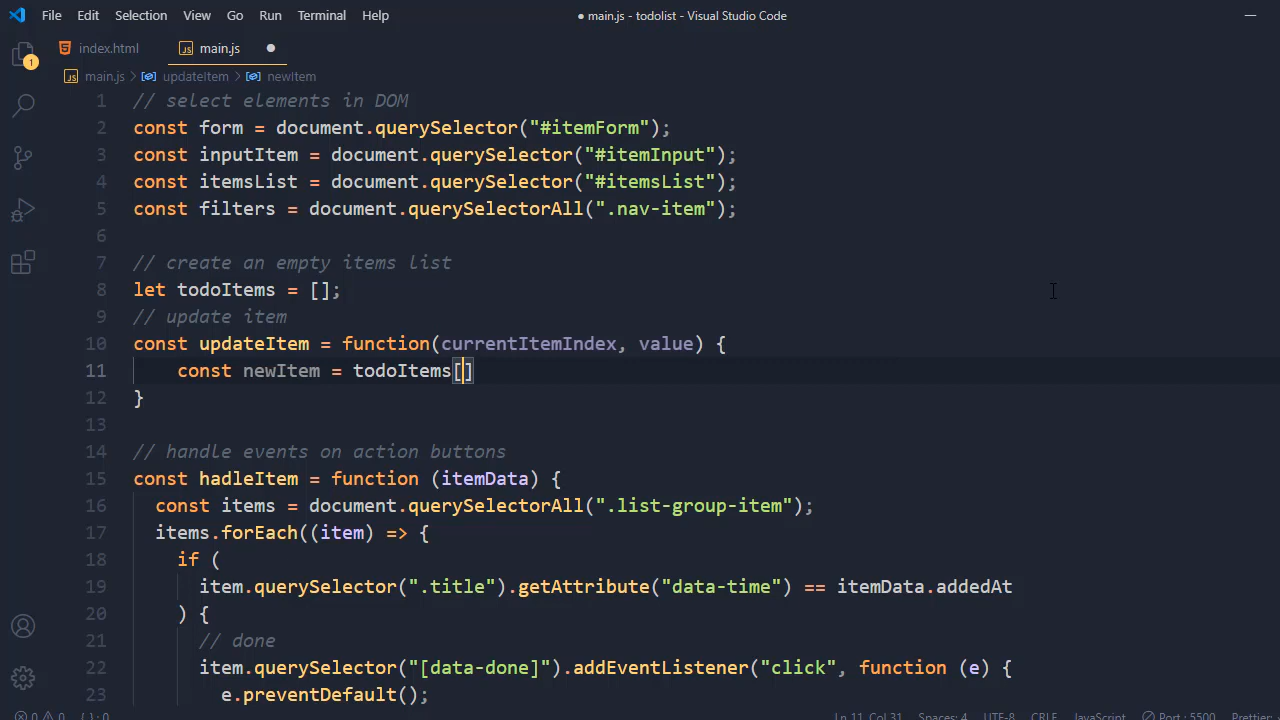 File Edit Selection View Go Run Terminal Help ● main.js - todolist - Visual Studio Code
index.html main.js
main.js > updateItem > newItem
1 // select elements in DOM
2 const form = document.querySelector("#itemForm");
3 const inputItem = document.querySelector("#itemInput");
4 const itemsList = document.querySelector("#itemsList");
5 const filters = document.querySelectorAll(".nav-item");
6
7 // create an empty items list
8 let todoItems = [];
9 // update item
10 const updateItem = function(currentItemIndex, value) {
11 const newItem = todoItems[]
12 }
13
14 // handle events on action buttons
15 const hadleItem = function (itemData) {
16 const items = document.querySelectorAll(".list-group-item");
17 items.forEach((item) => {
18 if (
19 item.querySelector(".title").getAttribute("data-time") == itemData.addedAt
20 ) {
21 // done
22 item.querySelector("[data-done]").addEventListener("click", function (e) {
23 e.preventDefault();
0 0 {} : 0 Ln 11, Col 31 Spaces: 4 UTF-8 CRLF JavaScript Port : 5500 Prettier